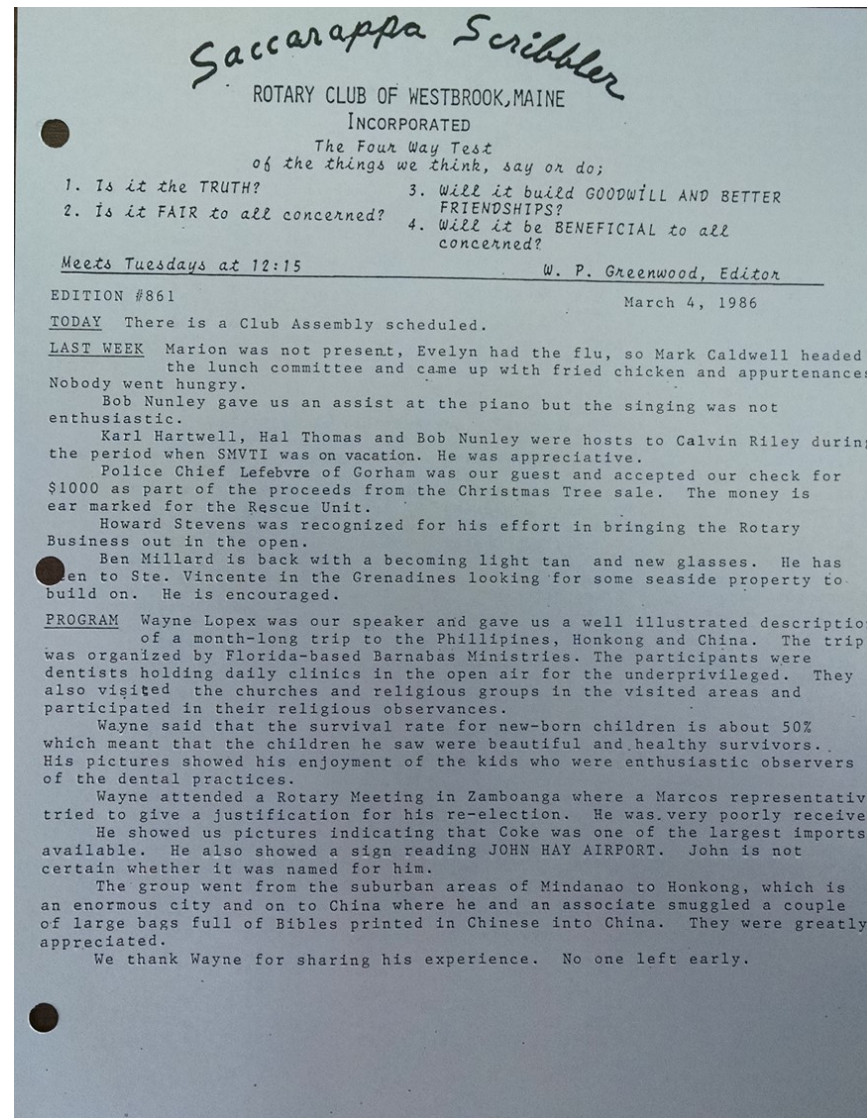 Saccarappa Scribbler
ROTARY CLUB OF WESTBROOK,MAINE
INCORPORATED
The Four Way Test
of the things we think, say or do;
1. Is it the TRUTH?
2. Is it FAIR to all concerned?
3. Will it build GOODWILL AND BETTER
FRIENDSHIPS?
4. Will it be BENEFICIAL to all
concerned?
Meets Tuesdays at 12:15 W. P. Greenwood, Editor
EDITION #861 March 4, 1986
TODAY There is a Club Assembly scheduled.
LAST WEEK Marion was not present, Evelyn had the flu, so Mark Caldwell headed
the lunch committee and came up with fried chicken and appurtenances
Nobody went hungry.
Bob Nunley gave us an assist at the piano but the singing was not
enthusiastic.
Karl Hartwell, Hal Thomas and Bob Nunley were hosts to Calvin Riley during
the period when SMVTI was on vacation. He was appreciative.
Police Chief Lefebvre of Gorham was our guest and accepted our check for
$1000 as part of the proceeds from the Christmas Tree sale. The money is
ear marked for the Rescue Unit.
Howard Stevens was recognized for his effort in bringing the Rotary
Business out in the open.
Ben Millard is back with a becoming light tan and new glasses. He has
en to Ste. Vincente in the Grenadines looking for some seaside property to
build on. He is encouraged.
PROGRAM Wayne Lopex was our speaker and gave us a well illustrated descriptio
of a month-long trip to the Phillipines, Honkong and China. The trip
was organized by Florida-based Barnabas Ministries. The participants were
dentists holding daily clinics in the open air for the underprivileged. They
also visited the churches and religious groups in the visited areas and
participated in their religious observances.
Wayne said that the survival rate for new-born children is about 50%
which meant that the children he saw were beautiful and healthy survivors.
His pictures showed his enjoyment of the kids who were enthusiastic observers
of the dental practices.
Wayne attended a Rotary Meeting in Zamboanga where a Marcos representativ
tried to give a justification for his re-election. He was very poorly receive
He showed us pictures indicating that Coke was one of the largest imports
available. He also showed a sign reading JOHN HAY AIRPORT. John is not
certain whether it was named for him.
The group went from the suburban areas of Mindanao to Honkong, which is
an enormous city and on to China where he and an associate smuggled a couple
of large bags full of Bibles printed in Chinese into China. They were greatly
appreciated.
We thank Wayne for sharing his experience. No one left early.